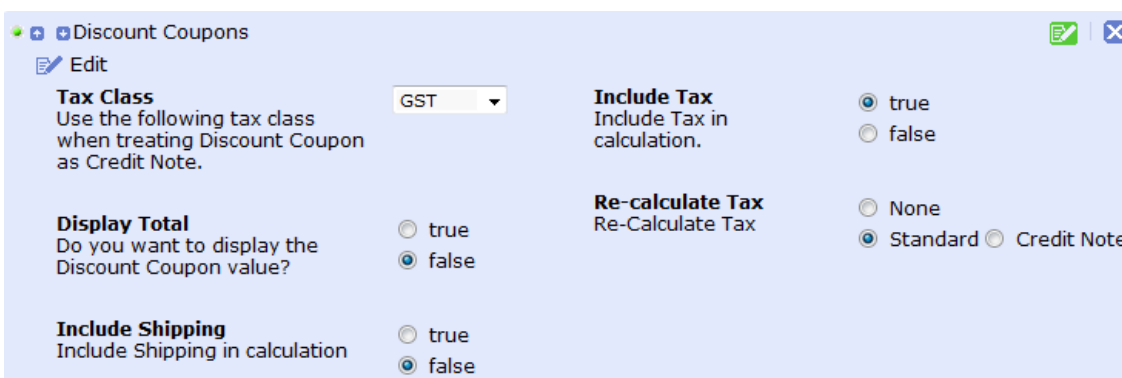 Discount Coupons
Edit
Tax Class
Use the following tax class
when treating Discount Coupon
as Credit Note.
GST
Include Tax
Include Tax in
calculation.
true
false
Display Total
Do you want to display the
Discount Coupon value?
true
false
Re-calculate Tax
Re-Calculate Tax
None
Standard Credit Note
Include Shipping
Include Shipping in calculation
true
false